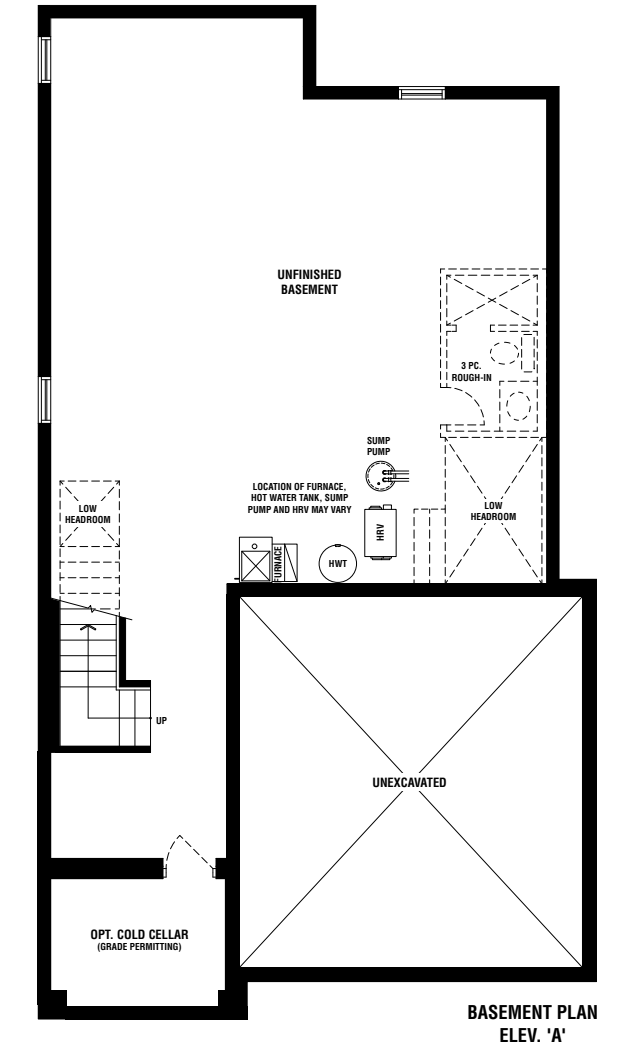 UNFINISHED
BASEMENT
3 PC.
ROUGH-IN
SUMP
PUMP
LOCATION OF FURNACE,
HOT WATER TANK, SUMP
PUMP AND HRV MAY VARY
LOW
HEADROOM
LOW
HEADROOM
HRV
FURNACE
HWT
UP
UNEXCAVATED
OPT. COLD CELLAR
(GRADE PERMITTING)
BASEMENT PLAN
ELEV. 'A'